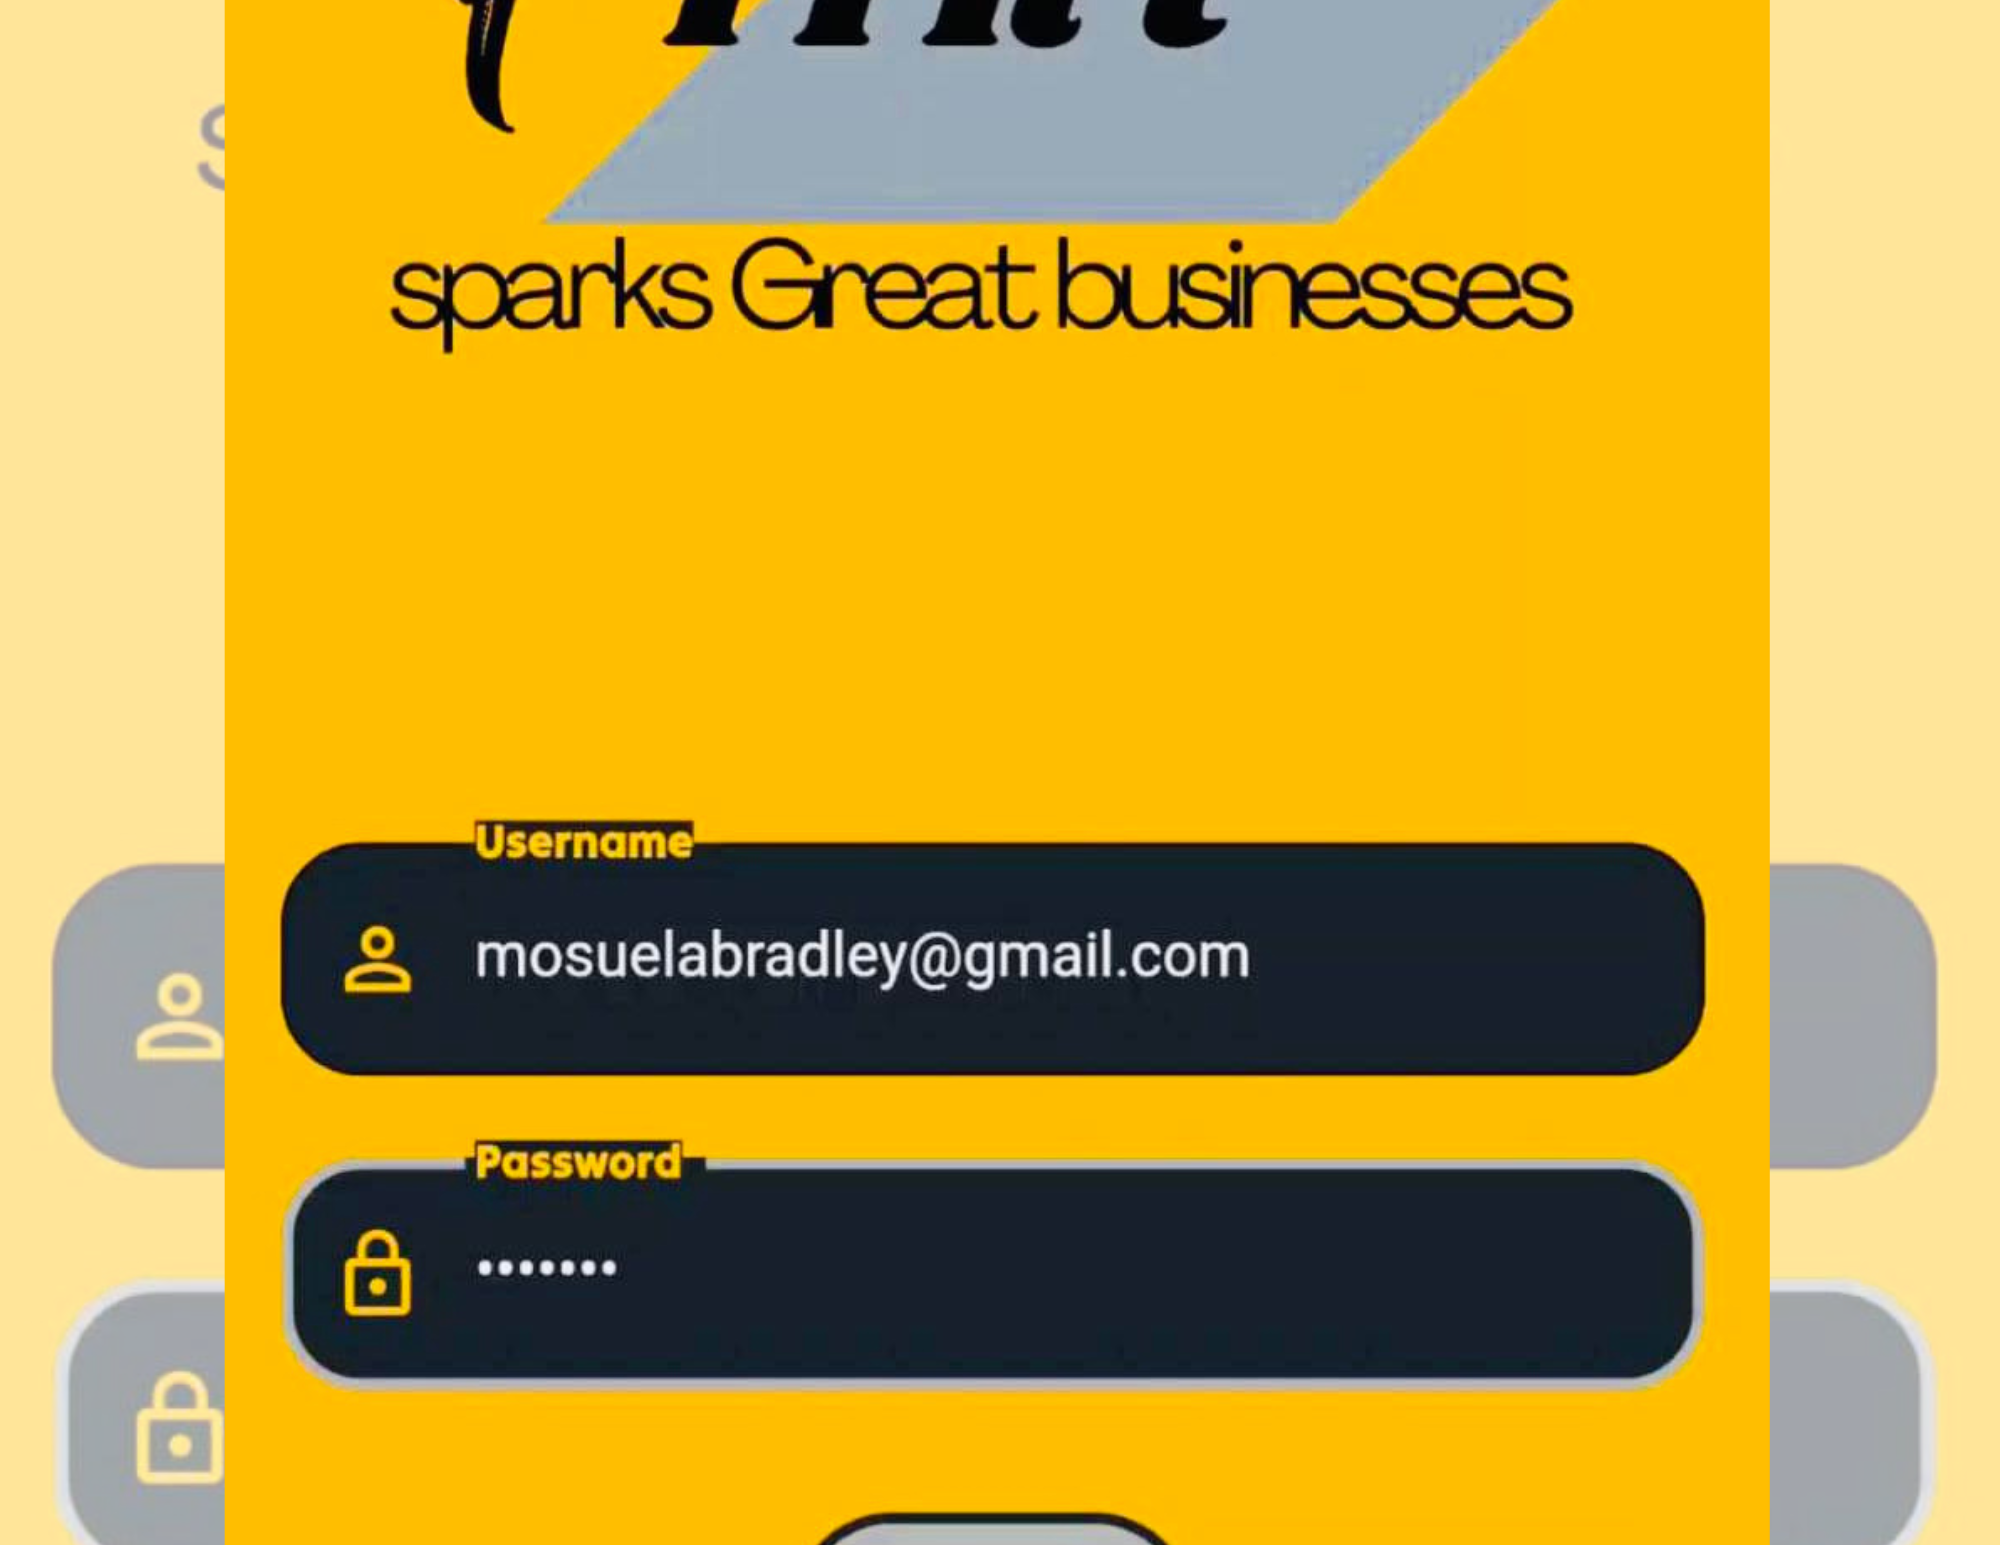 sparks Great businesses
Username
mosuelabradley@gmail.com
Password
•••••••